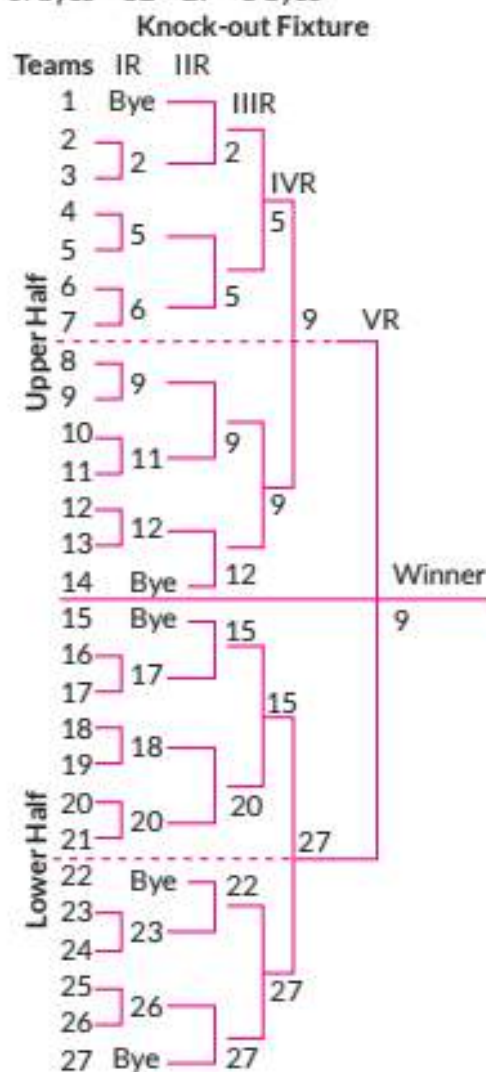 Knock-out Fixture
Teams IR IIR
1 Bye IIIR
2
3 2 2
IVR
4
5 5 5
6
7 6 5
Upper Half
9 VR
8
9 9
10
11 11 9
12
13 12 9
14 Bye 12
Winner
15 Bye 15 9
16
17 17
15
18
19 18
20
21 20 20
Lower Half
27
22 Bye 22
23
24 23
25
26 26 27
27 Bye 27